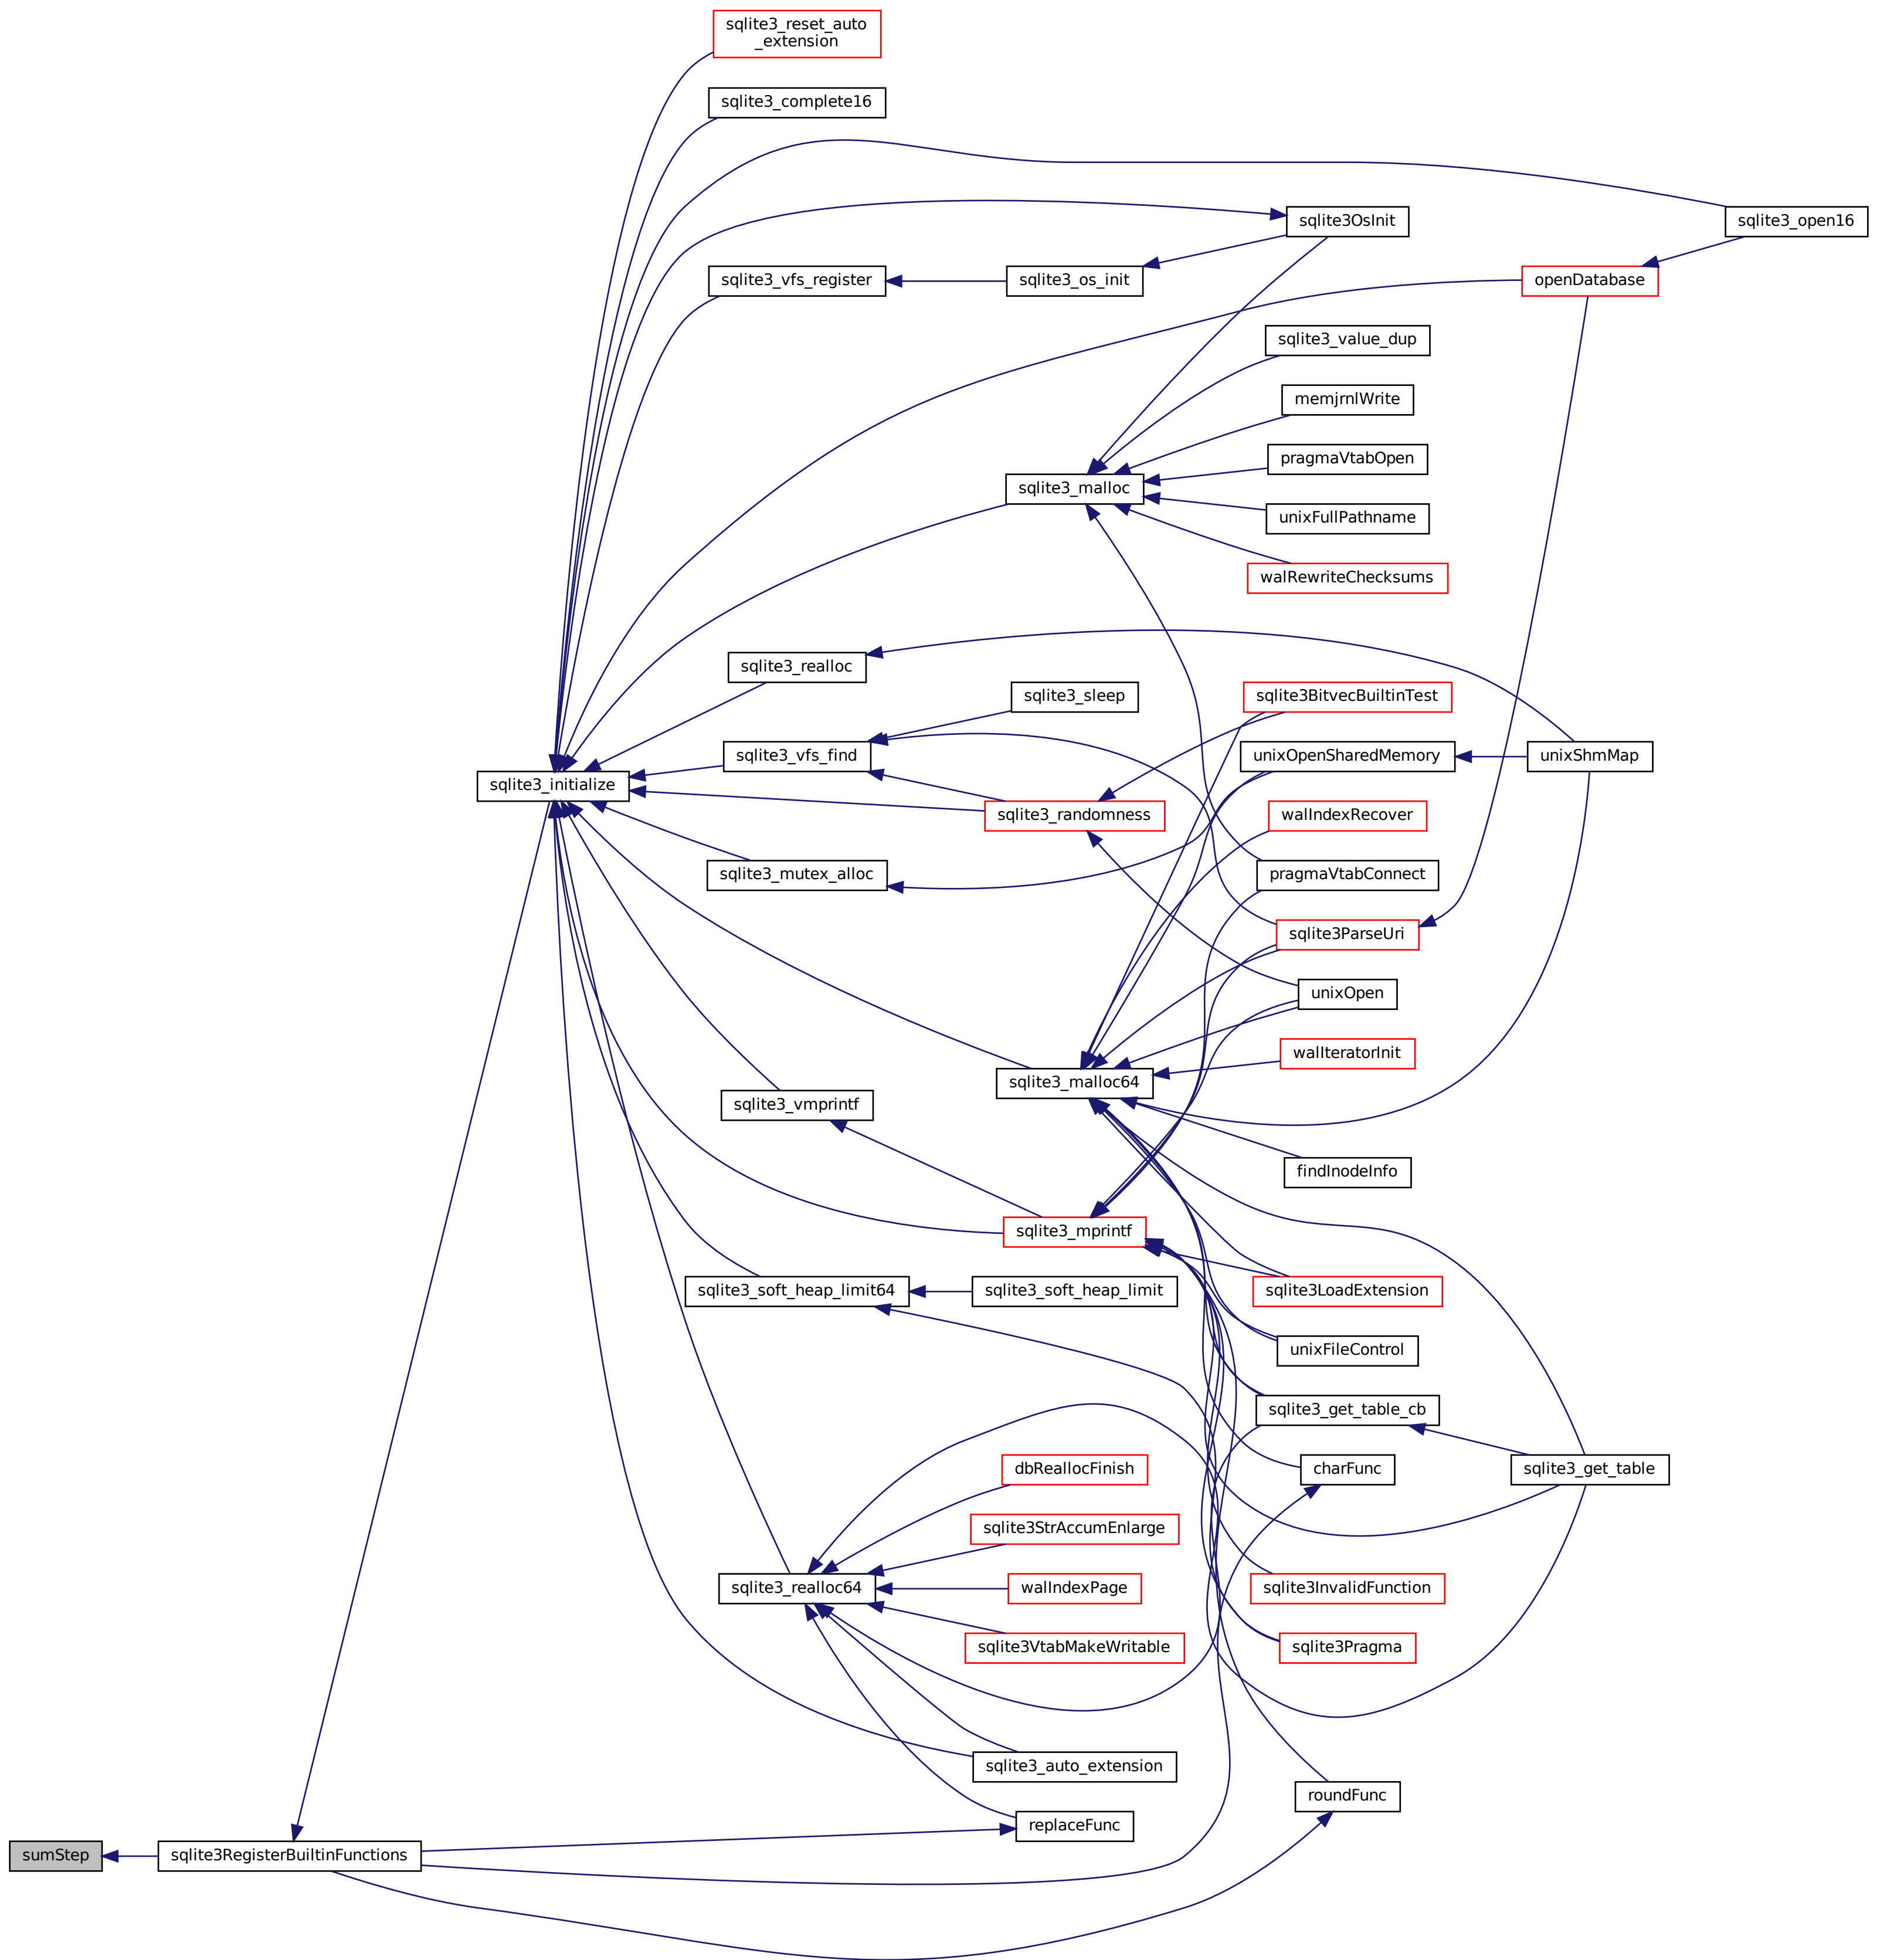 sqlite3_reset_auto
_extension
sqlite3_complete16
sqlite3OsInit
sqlite3_open16
sqlite3_vfs_register
sqlite3_os_init
openDatabase
sqlite3_value_dup
memjrnlWrite
pragmaVtabOpen
sqlite3_malloc
unixFullPathname
walRewriteChecksums
sqlite3_realloc
sqlite3_sleep
sqlite3BitvecBuiltinTest
sqlite3_vfs_find
unixOpenSharedMemory
unixShmMap
sqlite3_initialize
sqlite3_randomness
walIndexRecover
sqlite3_mutex_alloc
pragmaVtabConnect
sqlite3ParseUri
unixOpen
walIteratorInit
sqlite3_malloc64
sqlite3_vmprintf
findInodeInfo
sqlite3_mprintf
sqlite3_soft_heap_limit64
sqlite3_soft_heap_limit
sqlite3LoadExtension
unixFileControl
sqlite3_get_table_cb
dbReallocFinish
charFunc
sqlite3_get_table
sqlite3StrAccumEnlarge
sqlite3_realloc64
walIndexPage
sqlite3InvalidFunction
sqlite3VtabMakeWritable
sqlite3Pragma
sqlite3_auto_extension
roundFunc
replaceFunc
sumStep
sqlite3RegisterBuiltinFunctions